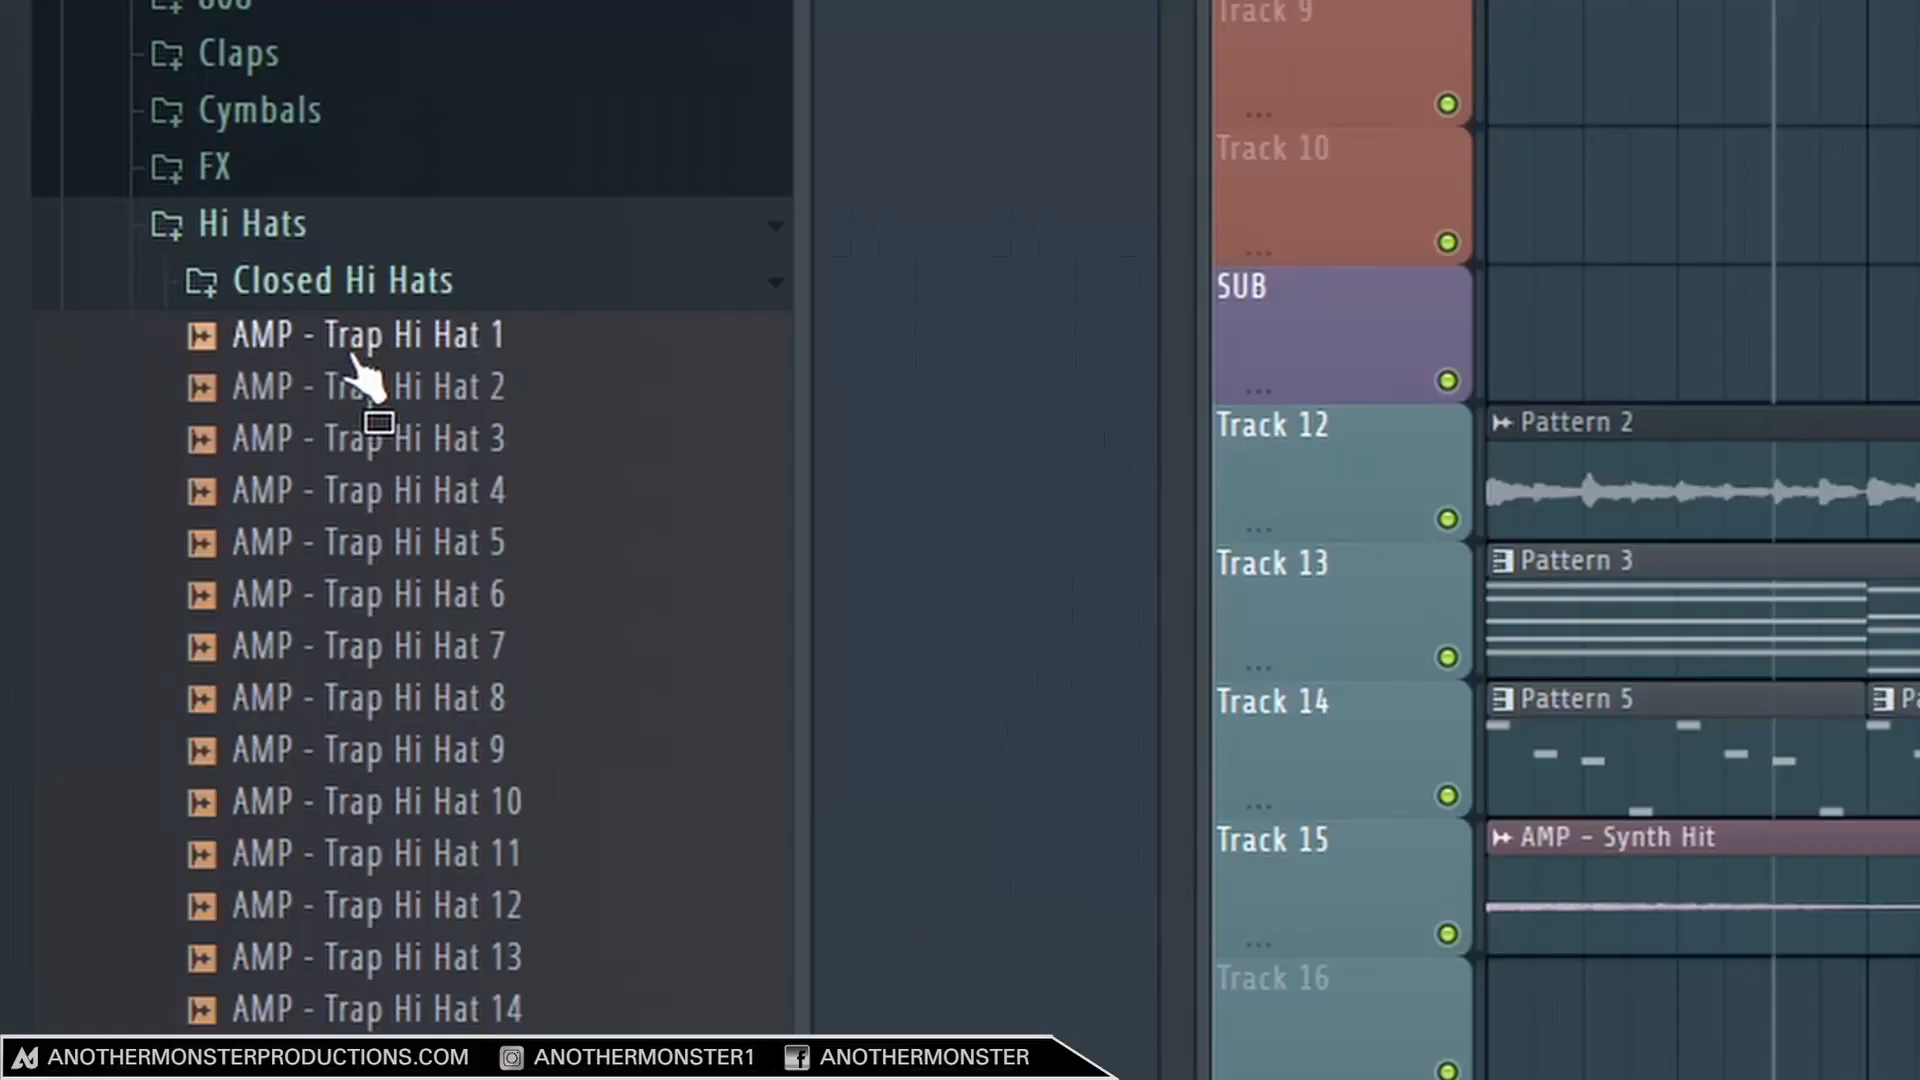 808
Claps
Cymbals
FX
Hi Hats
Closed Hi Hats
AMP - Trap Hi Hat 1
AMP - Trap Hi Hat 2
AMP - Trap Hi Hat 3
AMP - Trap Hi Hat 4
AMP - Trap Hi Hat 5
AMP - Trap Hi Hat 6
AMP - Trap Hi Hat 7
AMP - Trap Hi Hat 8
AMP - Trap Hi Hat 9
AMP - Trap Hi Hat 10
AMP - Trap Hi Hat 11
AMP - Trap Hi Hat 12
AMP - Trap Hi Hat 13
AMP - Trap Hi Hat 14
Track 9
Track 10
SUB
Track 12
Pattern 2
Track 13
Pattern 3
Track 14
Pattern 5
Track 15
AMP - Synth Hit
Track 16
ANOTHERMONSTERPRODUCTIONS.COM ANOTHERMONSTER1 ANOTHERMONSTER